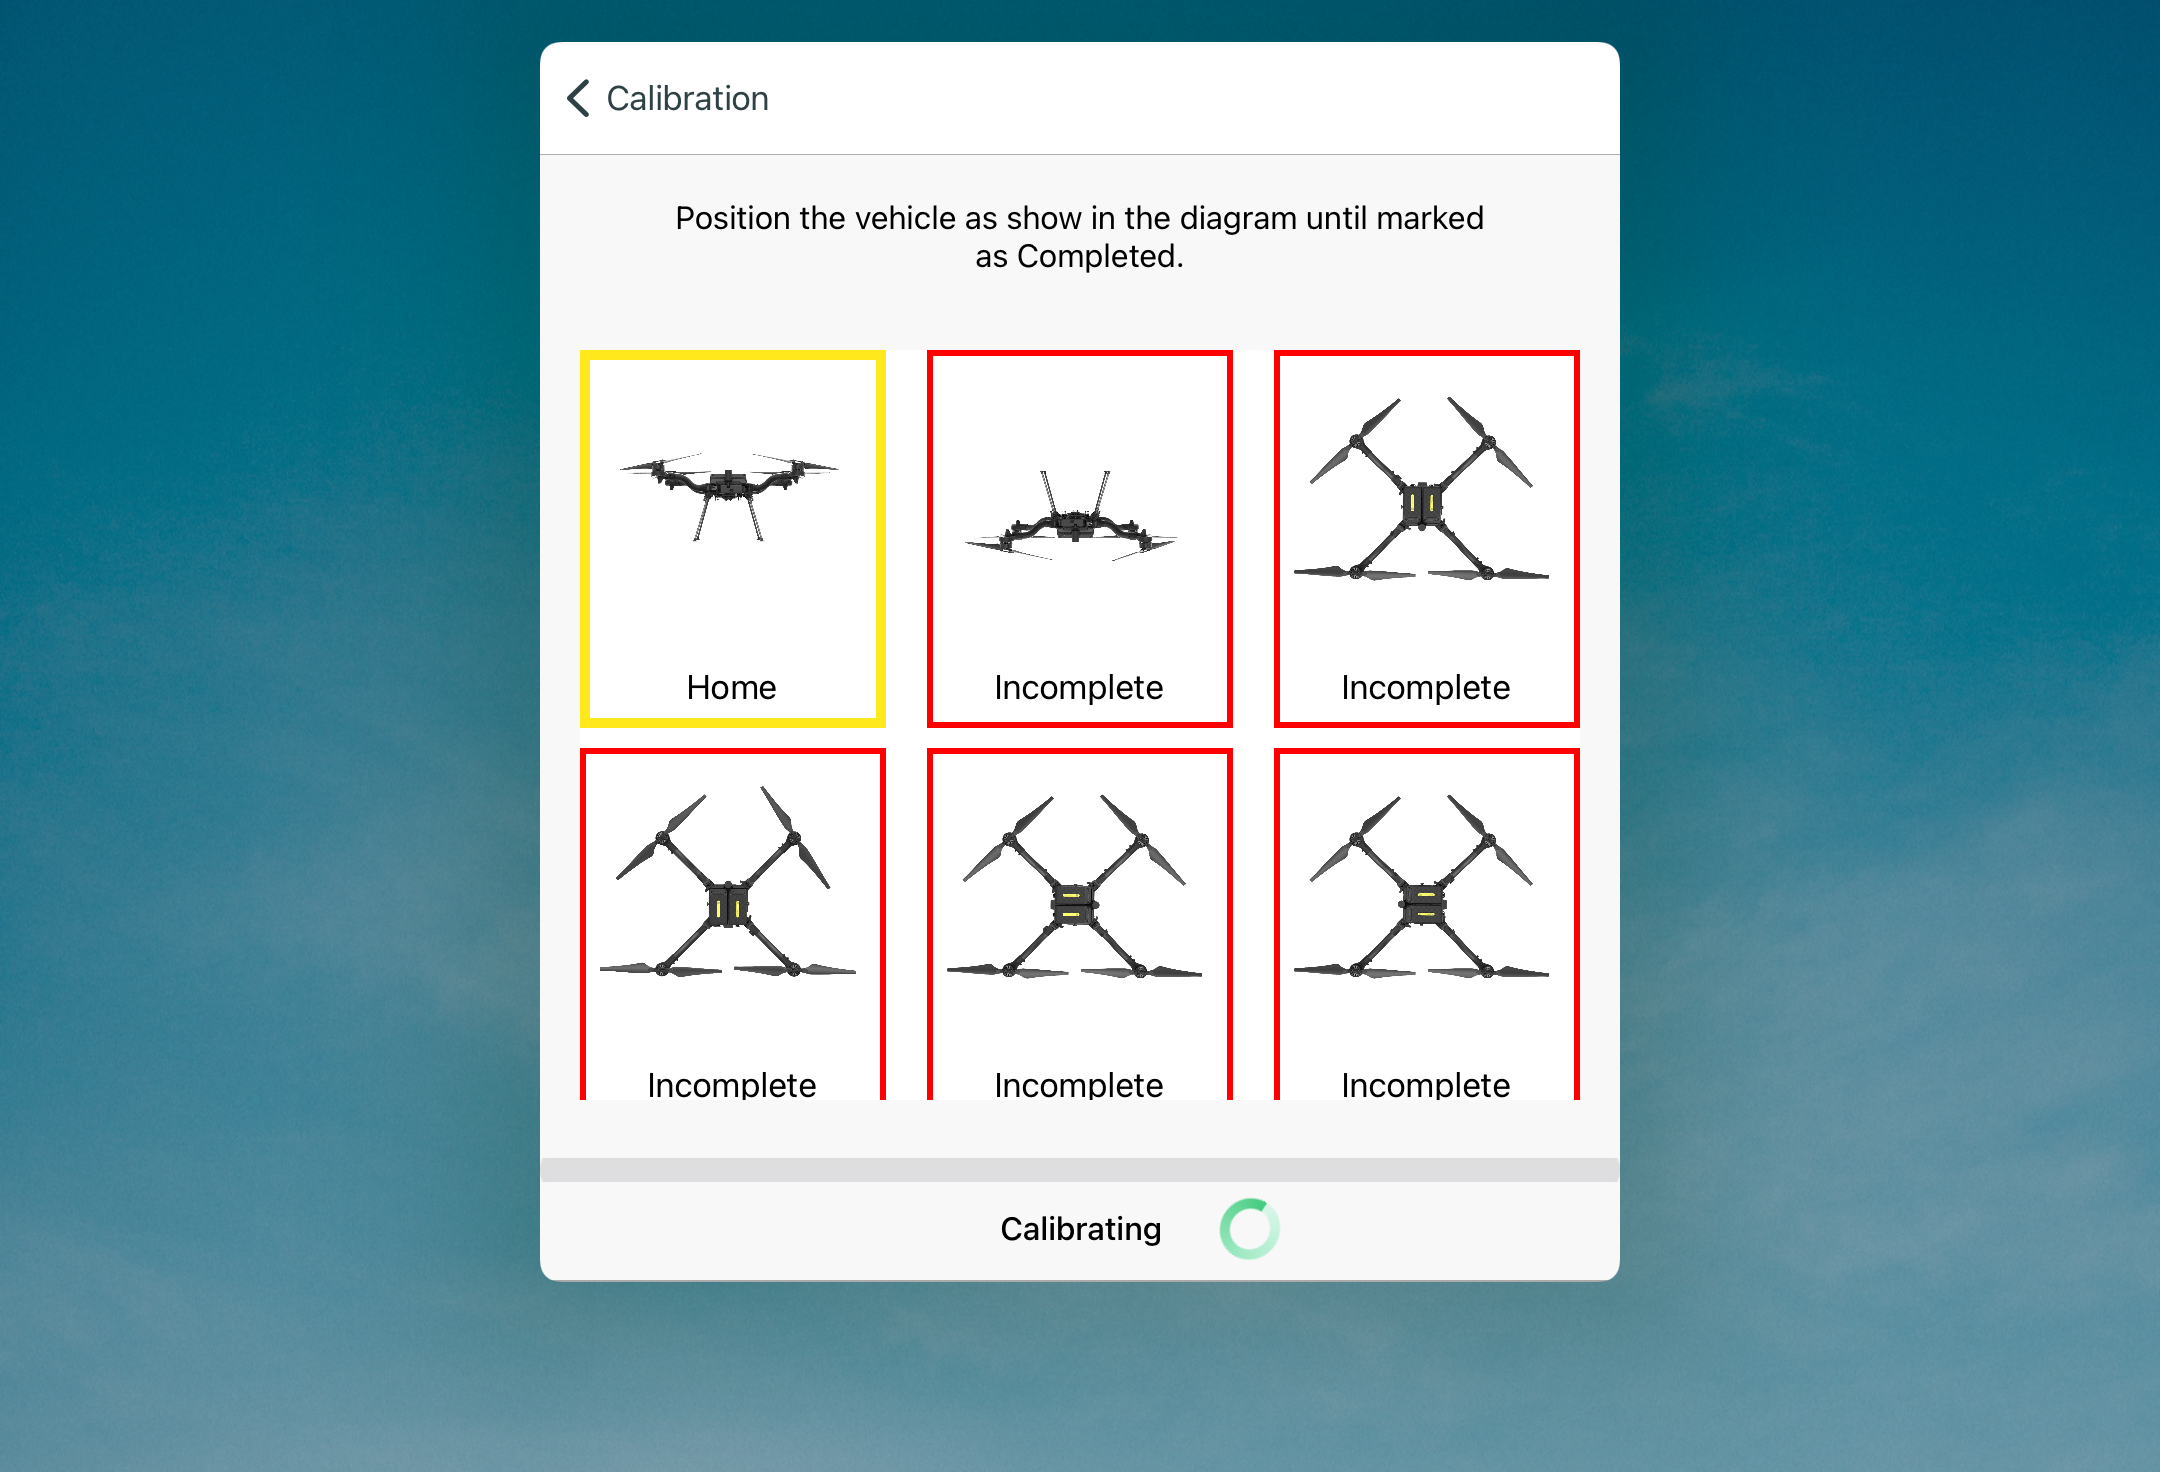 Calibration
Position the vehicle as show in the diagram until marked
as Completed.
Home
Incomplete
Incomplete
Incomplete
Incomplete
Incomplete
Calibrating